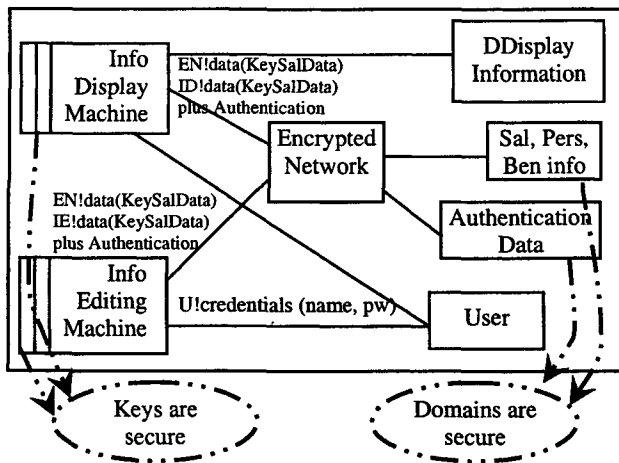 Info
Display
Machine
EN!data(KeySalData)
ID!data(KeySalData)
plus Authentication
DDisplay
Information
Encrypted
Network
Sal, Pers,
Ben info
EN!data(KeySalData)
IE!data(KeySalData)
plus Authentication
Authentication
Data
Info
Editing
Machine
U!credentials (name, pw)
User
Keys are
secure
Domains are
secure